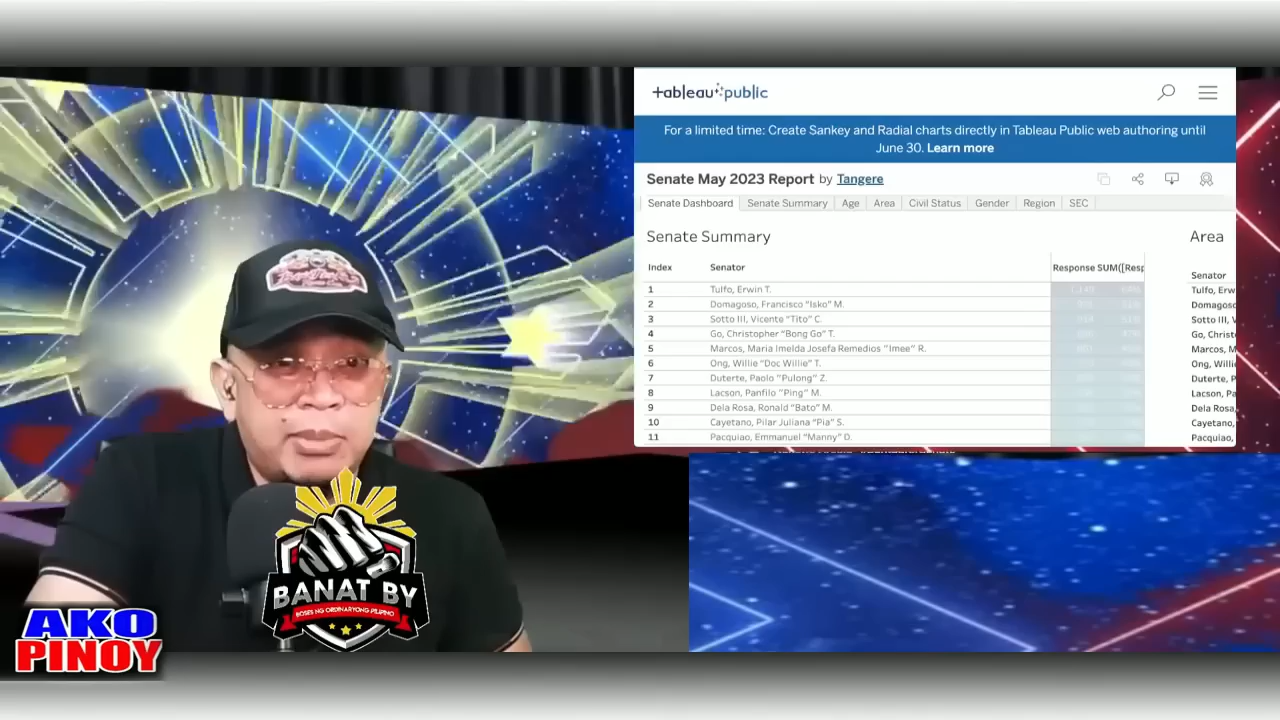 +ableau public
For a limited time: Create Sankey and Radial charts directly in Tableau Public web authoring until
June 30. Learn more
Senate May 2023 Report by Tangere
Senate Dashboard Senate Summary Age Area Civil Status Gender Region SEC
Senate Summary Area
Index Senator Response SUM([Resp
Senator
1 Tulfo, Erwin T. Tulfo, Erw
2 Domagoso, Francisco "Isko" M. Domagoso
3 Sotto III, Vicente "Tito" C. Sotto III, V
4 Go, Christopher "Bong Go" T. Go, Christ
5 Marcos, Maria Imelda Josefa Remedios "Imee" R. Marcos, M
6 Ong, Willie "Doc Willie" T. Ong, Willi
7 Duterte, Paolo "Pulong" Z. Duterte, P
8 Lacson, Panfilo "Ping" M. Lacson, Pa
9 Dela Rosa, Ronald "Bato" M. Dela Rosa,
10 Cayetano, Pilar Juliana "Pia" S. Cayetano,
11 Pacquiao, Emmanuel "Manny" D. Pacquiao,
BANAT BY
BOSES NG ORDINARYONG PILIPINO
AKO
PINOY